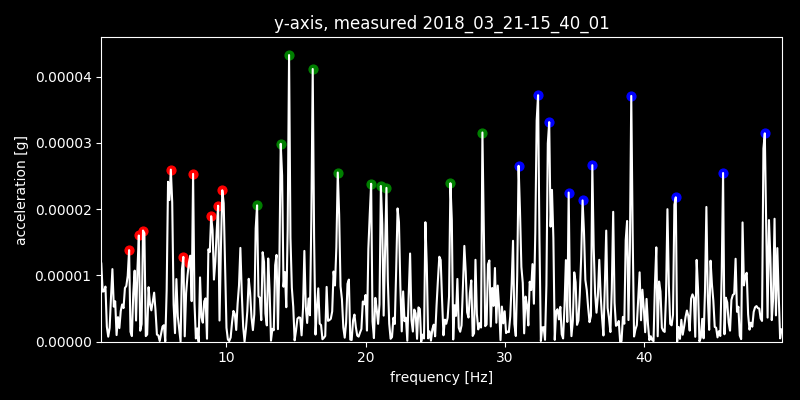 y-axis, measured 2018_03_21-15_40_01
0.00004
0.00003
0.00002
0.00001
0.00000
acceleration [g]
10 20 30 40
frequency [Hz]